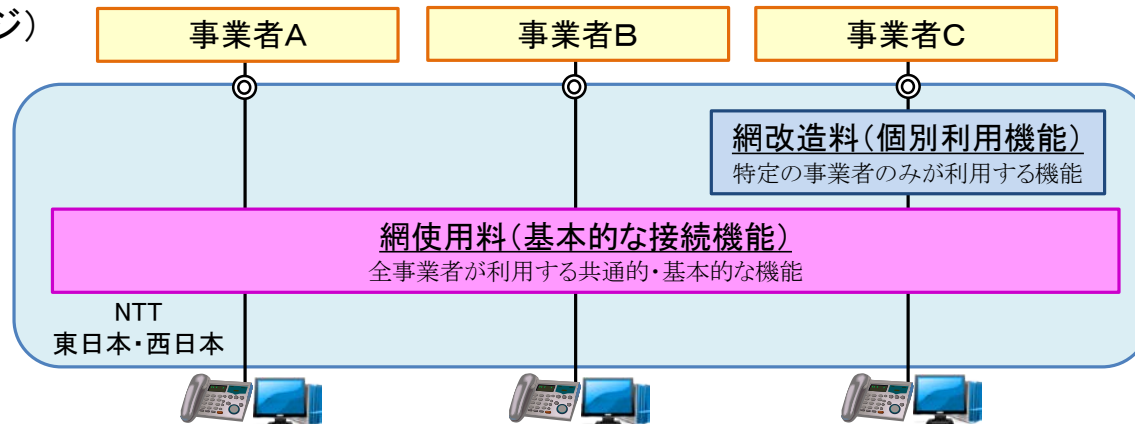 ジ)
事業者A
事業者B
事業者C
網改造料(個別利用機能)
特定の事業者のみが利用する機能
網使用料(基本的な接続機能)
全事業者が利用する共通的・基本的な機能
NTT
東日本・西日本